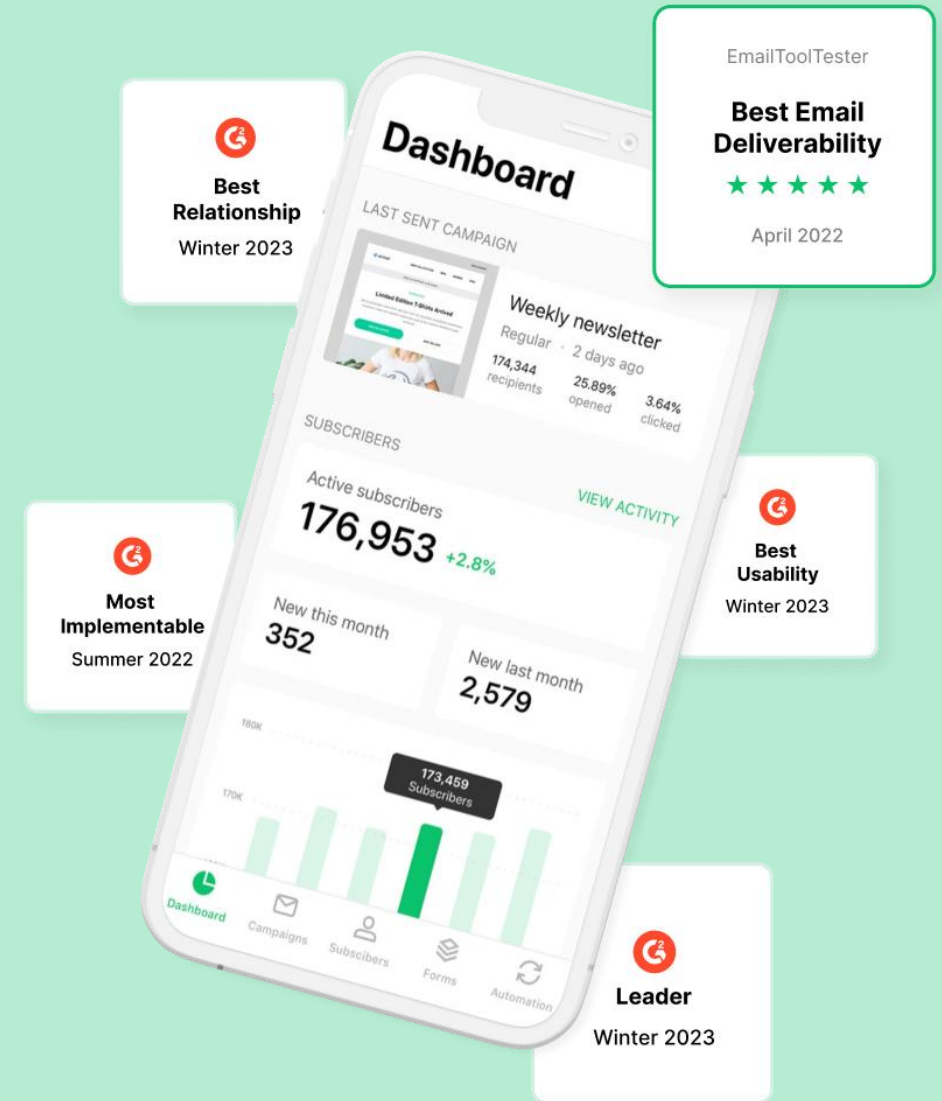 EmailToolTester
Best Email
Deliverability
April 2022
Best
Relationship
Winter 2023
Dashboard
LAST SENT CAMPAIGN
Limited Edition T-Shirts Arrived
Weekly newsletter
Regular · 2 days ago
174,344
recipients
25.89%
opened
3.64%
clicked
SUBSCRIBERS
VIEW ACTIVITY
Active subscribers
176,953 +2.8%
Best
Usability
Winter 2023
Most
Implementable
Summer 2022
New this month
352
New last month
2,579
180K
170K
173,459
Subscribers
Dashboard
Campaigns
Subscibers
Forms
Automation
Leader
Winter 2023